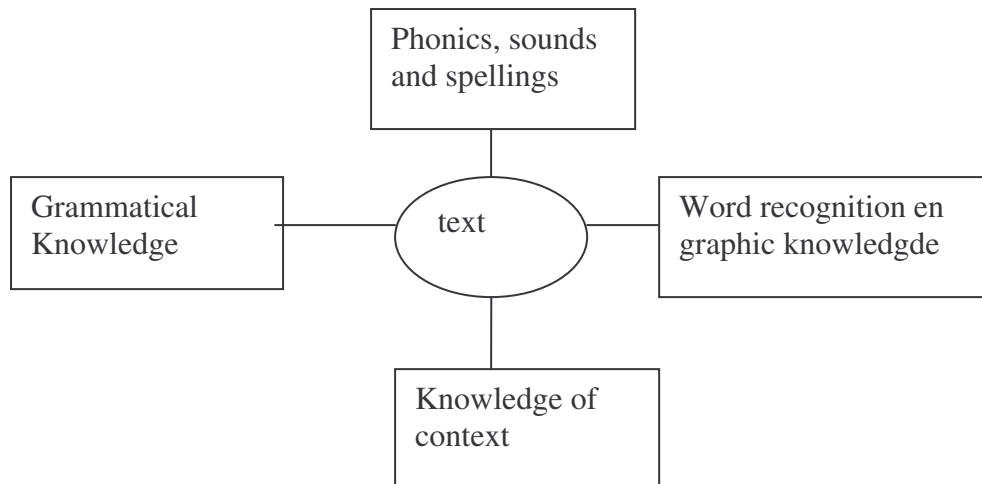 Phonics, sounds
and spellings
Grammatical
Knowledge
text
Word recognition en
graphic knowledgde
Knowledge of
context